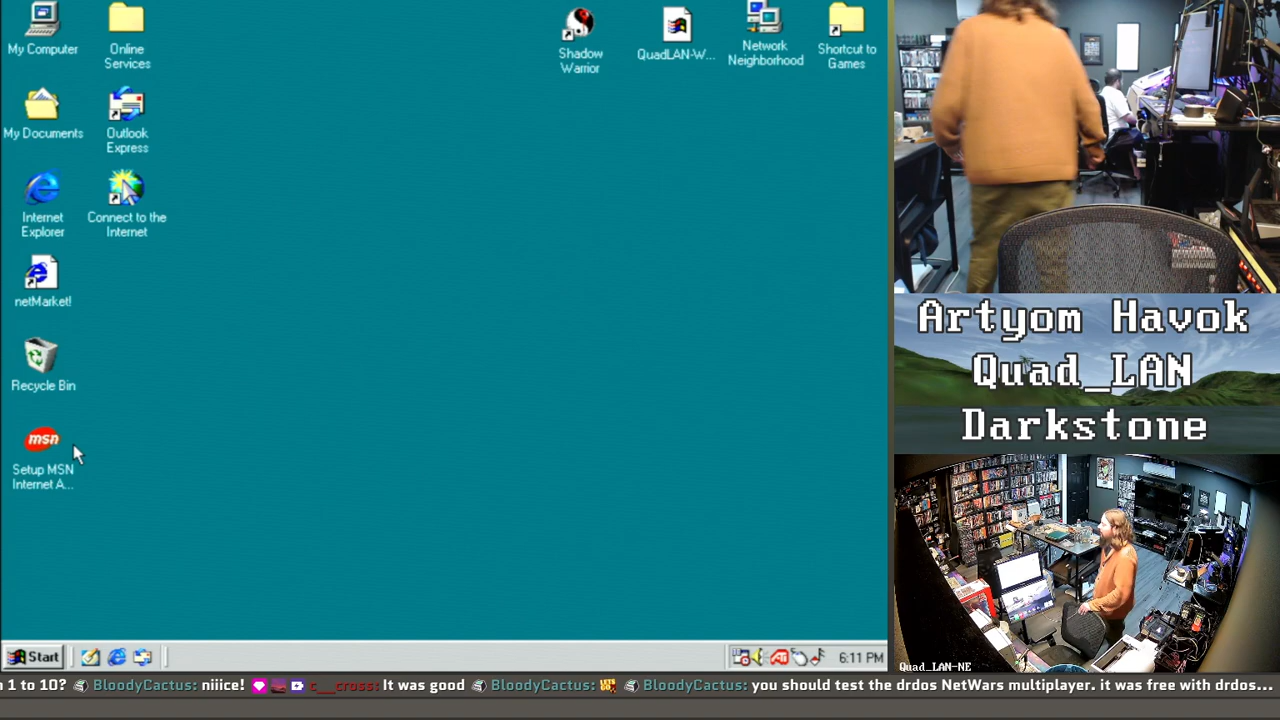 My Computer
Online
Services
Shadow
Warrior
QuadLAN-W...
Network
Neighborhood
Shortcut to
Games
My Documents
Outlook
Express
Internet
Explorer
Connect to the
Internet
netMarket!
Recycle Bin
msn
Setup MSN
Internet A...
Start
6:11 PM
Artyom Havok
Quad_LAN
Darkstone
Quad_LAN-NE
n 1 to 10? BloodyCactus: niiice! c__cross: It was good BloodyCactus: BloodyCactus: you should test the drdos NetWars multiplayer. it was free with drdos...